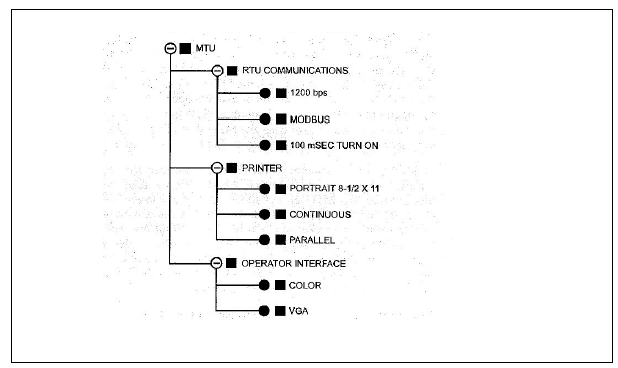 MTU
RTU COMMUNICATIONS
1200 bps
MODBUS
100 mSEC TURN ON
PRINTER
PORTRAIT 8-1/2 X 11
CONTINUOUS
PARALLEL
OPERATOR INTERFACE
COLOR
VGA